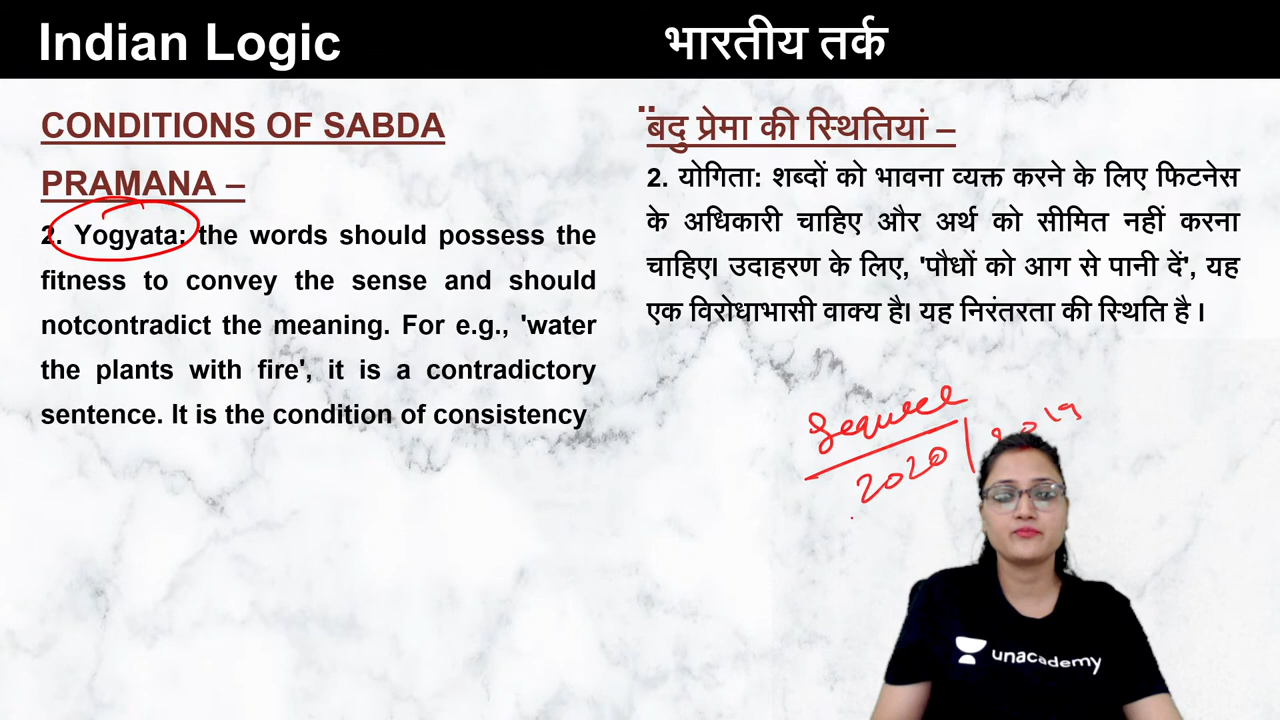 Indian Logic
भारतीय तर्क
CONDITIONS OF SABDA
PRAMANA –
2. Yogyata: the words should possess the
fitness to convey the sense and should
notcontradict the meaning. For e.g., 'water
the plants with fire', it is a contradictory
sentence. It is the condition of consistency
बदु प्रेमा की स्थितियां –
2. योगिता: शब्दों को भावना व्यक्त करने के लिए फिटनेस
के अधिकारी चाहिए और अर्थ को सीमित नहीं करना
चाहिए। उदाहरण के लिए, 'पौधों को आग से पानी दें', यह
एक विरोधाभासी वाक्य है। यह निरंतरता की स्थिति है ।
2020
unacademy